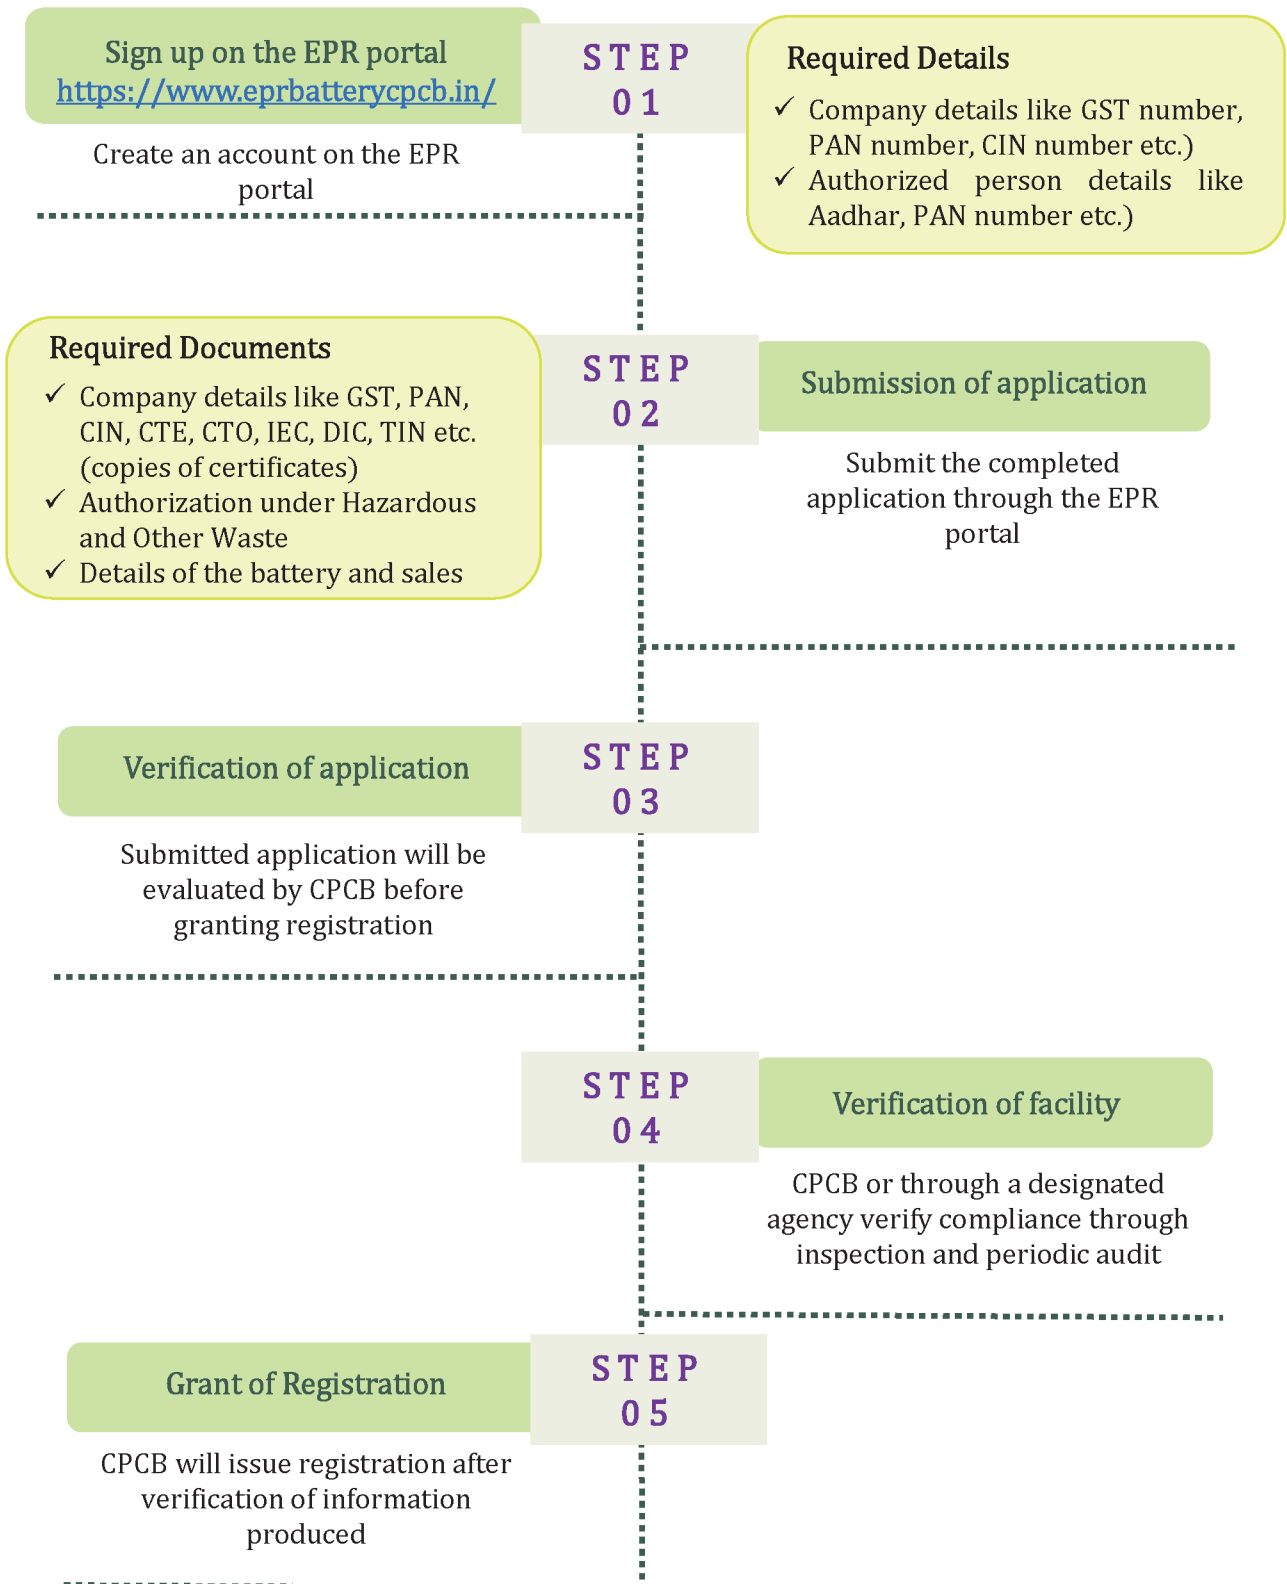 Sign up on the EPR portal
https://www.eprbatterycpcb.in/
Create an account on the EPR
portal
STEP
01
Required Details
✓ Company details like GST number,
PAN number, CIN number etc.)
✓ Authorized person details like
Aadhar, PAN number etc.)
Required Documents
✓ Company details like GST, PAN,
CIN, CTE, CTO, IEC, DIC, TIN etc.
(copies of certificates)
✓ Authorization under Hazardous
and Other Waste
✓ Details of the battery and sales
STEP
02
Submission of application
Submit the completed
application through the EPR
portal
Verification of application
STEP
03
Submitted application will be
evaluated by CPCB before
granting registration
STEP
04
Verification of facility
CPCB or through a designated
agency verify compliance through
inspection and periodic audit
Grant of Registration
STEP
05
CPCB will issue registration after
verification of information
produced